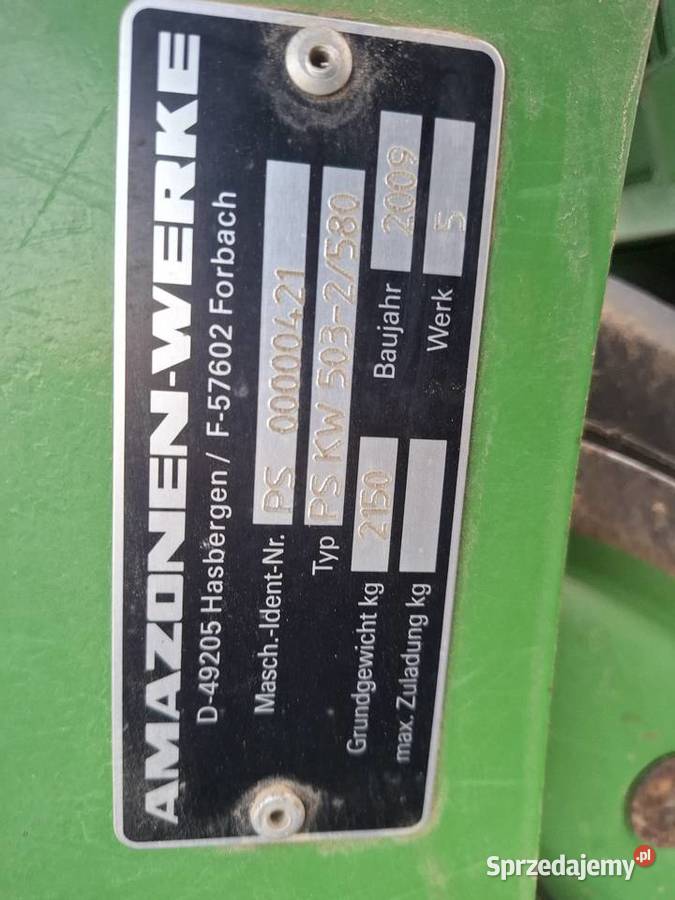 AMAZONEN-WERKE
D-49205 Hasbergen / F-57602 Forbach
Masch.-Ident-Nr. PS 00000421
Typ PS KW 503-2/580
Grundgewicht kg 2150 Baujahr 2009
max. Zuladung kg Werk 5
Sprzedajemy.pl